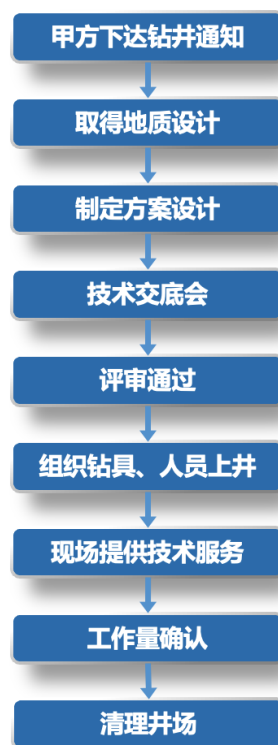 甲方下达钻井通知
取得地质设计
制定方案设计
技术交底会
评审通过
组织钻具、人员上井
现场提供技术服务
工作量确认
清理井场